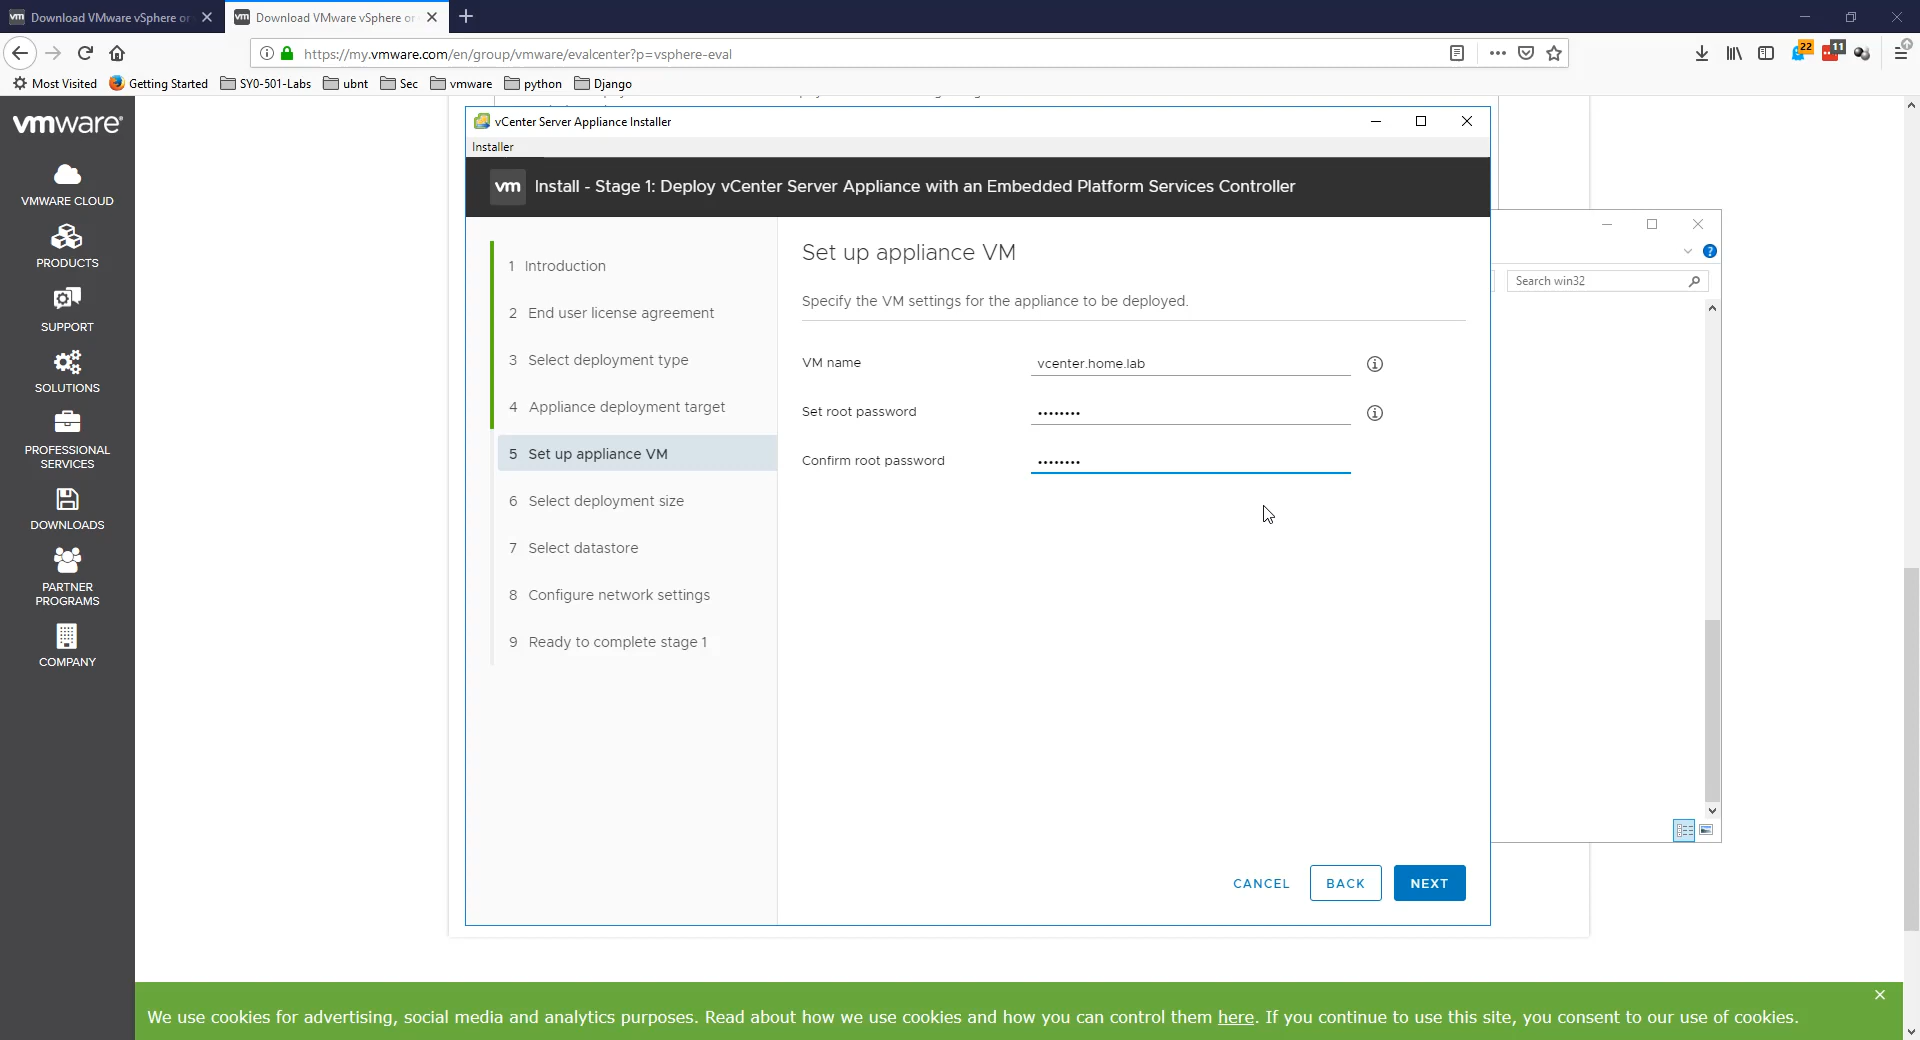 vm Download VMware vSphere or
vm Download VMware vSphere or
https://my.vmware.com/en/group/vmware/evalcenter?p=vsphere-eval
22
11
Most Visited
Getting Started
SY0-501-Labs
ubnt
Sec
vmware
python
Django
vmware
VMWARE CLOUD
PRODUCTS
SUPPORT
SOLUTIONS
PROFESSIONAL
SERVICES
DOWNLOADS
PARTNER
PROGRAMS
COMPANY
vCenter Server Appliance Installer
Installer
vm Install - Stage 1: Deploy vCenter Server Appliance with an Embedded Platform Services Controller
1 Introduction
2 End user license agreement
3 Select deployment type
4 Appliance deployment target
5 Set up appliance VM
6 Select deployment size
7 Select datastore
8 Configure network settings
9 Ready to complete stage 1
Set up appliance VM
Specify the VM settings for the appliance to be deployed.
VM name
vcenter.home.lab
Set root password
••••••••
Confirm root password
••••••••
CANCEL
BACK
NEXT
Search win32
We use cookies for advertising, social media and analytics purposes. Read about how we use cookies and how you can control them here. If you continue to use this site, you consent to our use of cookies.